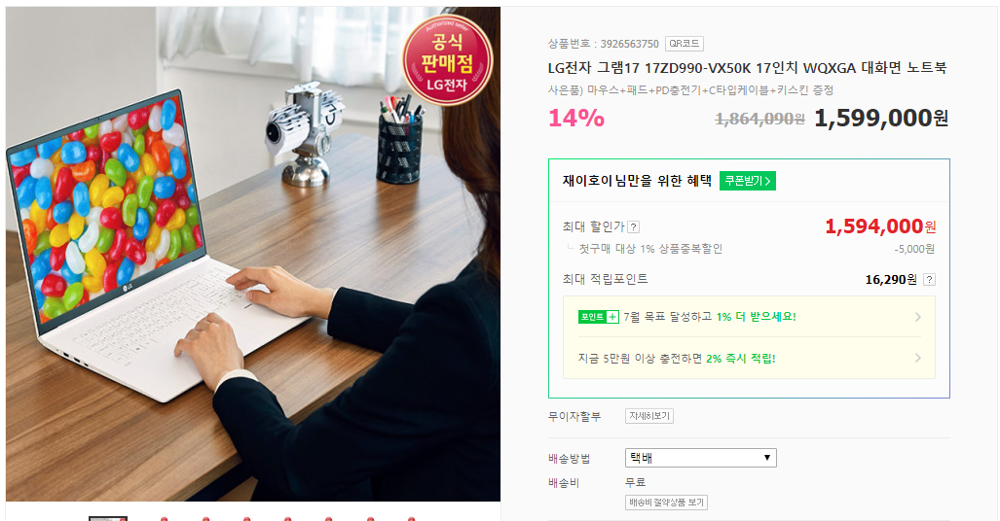 Authorized seller
공식
판매점
LG전자
LG
상품번호 : 3926563750 QR코드
LG전자 그램17 17ZD990-VX50K 17인치 WQXGA 대화면 노트북
사은품) 마우스+패드+PD충전기+C타입케이블+키스킨 증정
14% 1,864,090원 1,599,000원
재이호이님만을 위한 혜택 쿠폰받기 >
최대 할인가 ? 1,594,000원
첫구매 대상 1% 상품중복할인 -5,000원
최대 적립포인트 16,290원 ?
포인트+ 7월 목표 달성하고 1% 더 받으세요! >
지금 5만원 이상 충전하면 2% 즉시 적립! >
무이자할부 자세히보기
배송방법 택배 ▼
배송비 무료
배송비 절약상품 보기